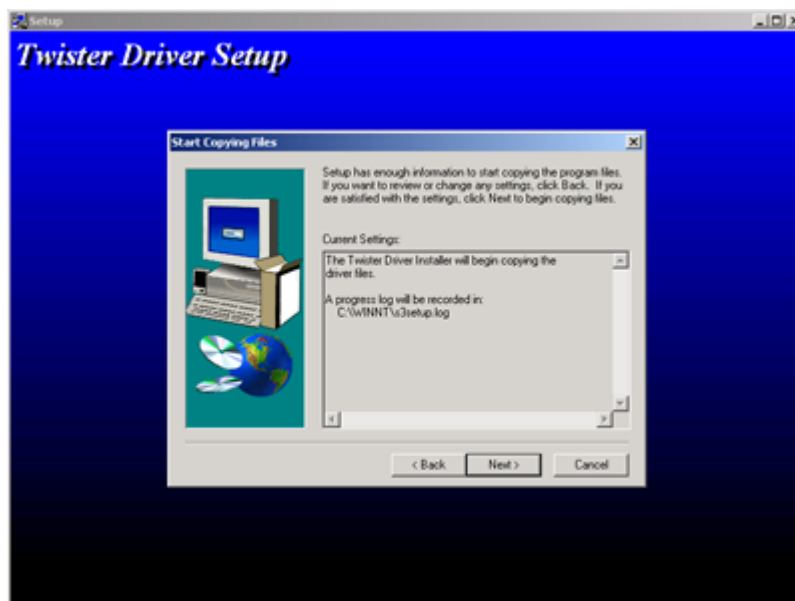 Setup
Twister Driver Setup
Start Copying Files
Setup has enough information to start copying the program files.
If you want to review or change any settings, click Back. If you
are satisfied with the settings, click Next to begin copying files.
Current Settings:
The Twister Driver Installer will begin copying the
driver files.
A progress log will be recorded in:
C:\WINNT\s3setup.log
< Back
Next >
Cancel